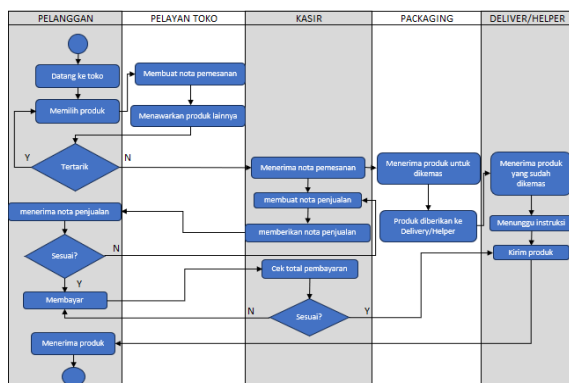 PELANGGAN
PELAYAN TOKO
KASIR
PACKAGING
DELIVER/HELPER
Datang ke toko
Membuat nota pemesanan
Memilih produk
Menawarkan produk lainnya
Y
Tertarik
N
Menerima nota pemesanan
Menerima produk untuk
dikemas
Menerima produk
yang sudah
dikemas
membuat nota penjualan
menerima nota penjualan
memberikan nota penjualan
Produk diberikan ke
Delivery/Helper
Menunggu instruksi
Sesuai?
N
Kirim produk
Cek total pembayaran
Y
Membayar
N
Sesuai?
Y
Menerima produk